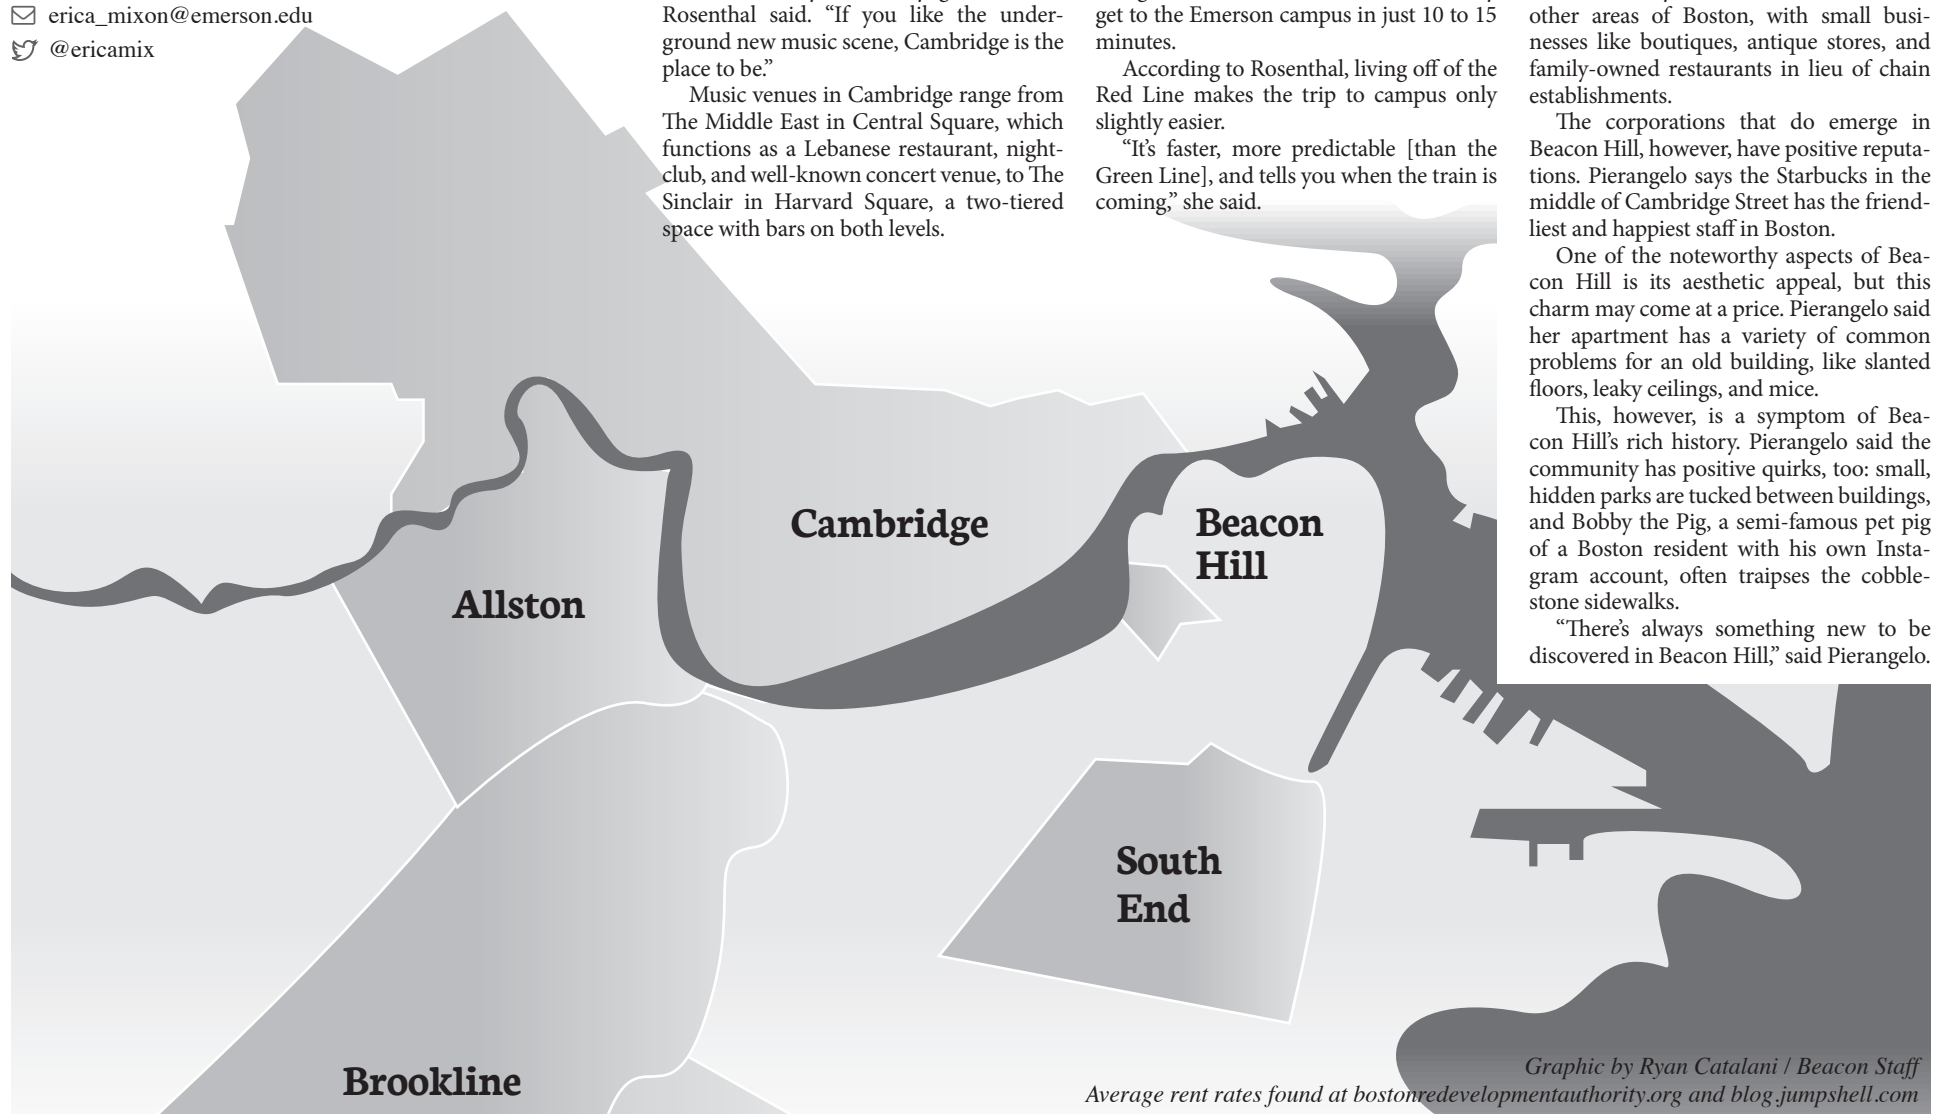 erica_mixon@emerson.edu
@ericamix
Rosenthal said. “If you like the under-
ground new music scene, Cambridge is the
place to be.”
Music venues in Cambridge range from
The Middle East in Central Square, which
functions as a Lebanese restaurant, night-
club, and well-known concert venue, to The
Sinclair in Harvard Square, a two-tiered
space with bars on both levels.
get to the Emerson campus in just 10 to 15
minutes.
According to Rosenthal, living off of the
Red Line makes the trip to campus only
slightly easier.
“It’s faster, more predictable [than the
Green Line], and tells you when the train is
coming,” she said.
other areas of Boston, with small busi-
nesses like boutiques, antique stores, and
family-owned restaurants in lieu of chain
establishments.
The corporations that do emerge in
Beacon Hill, however, have positive reputa-
tions. Pierangelo says the Starbucks in the
middle of Cambridge Street has the friend-
liest and happiest staff in Boston.
One of the noteworthy aspects of Bea-
con Hill is its aesthetic appeal, but this
charm may come at a price. Pierangelo said
her apartment has a variety of common
problems for an old building, like slanted
floors, leaky ceilings, and mice.
This, however, is a symptom of Bea-
con Hill’s rich history. Pierangelo said the
community has positive quirks, too: small,
hidden parks are tucked between buildings,
and Bobby the Pig, a semi-famous pet pig
of a Boston resident with his own Insta-
gram account, often traipses the cobble-
stone sidewalks.
“There’s always something new to be
discovered in Beacon Hill,” said Pierangelo.
Cambridge
Beacon
Hill
Allston
South
End
Brookline
Graphic by Ryan Catalani / Beacon Staff
Average rent rates found at bostonredevelopmentauthority.org and blog.jumpshell.com